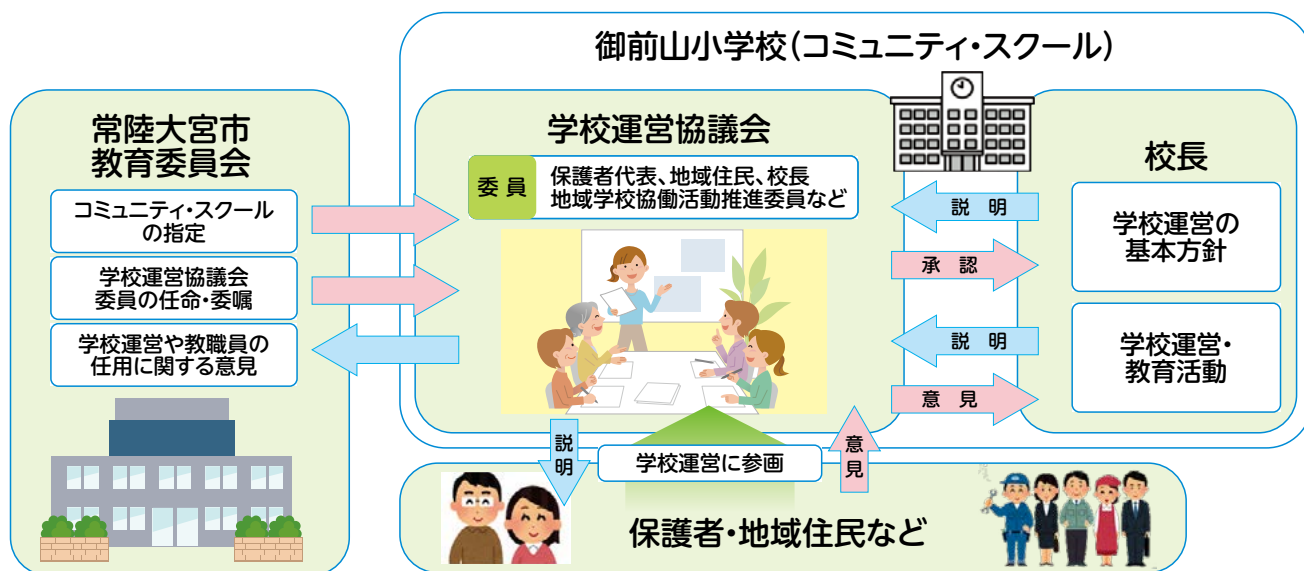 御前山小学校(コミュニティ・スクール)
常陸大宮市
教育委員会
コミュニティ・スクール
の指定
学校運営協議会
委員の任命・委嘱
学校運営や教職員の
任用に関する意見
学校運営協議会
委員
保護者代表、地域住民、校長
地域学校協働活動推進委員など
校長
説明
承認
学校運営の
基本方針
説明
意見
学校運営・
教育活動
説明
学校運営に参画
意見
保護者・地域住民など